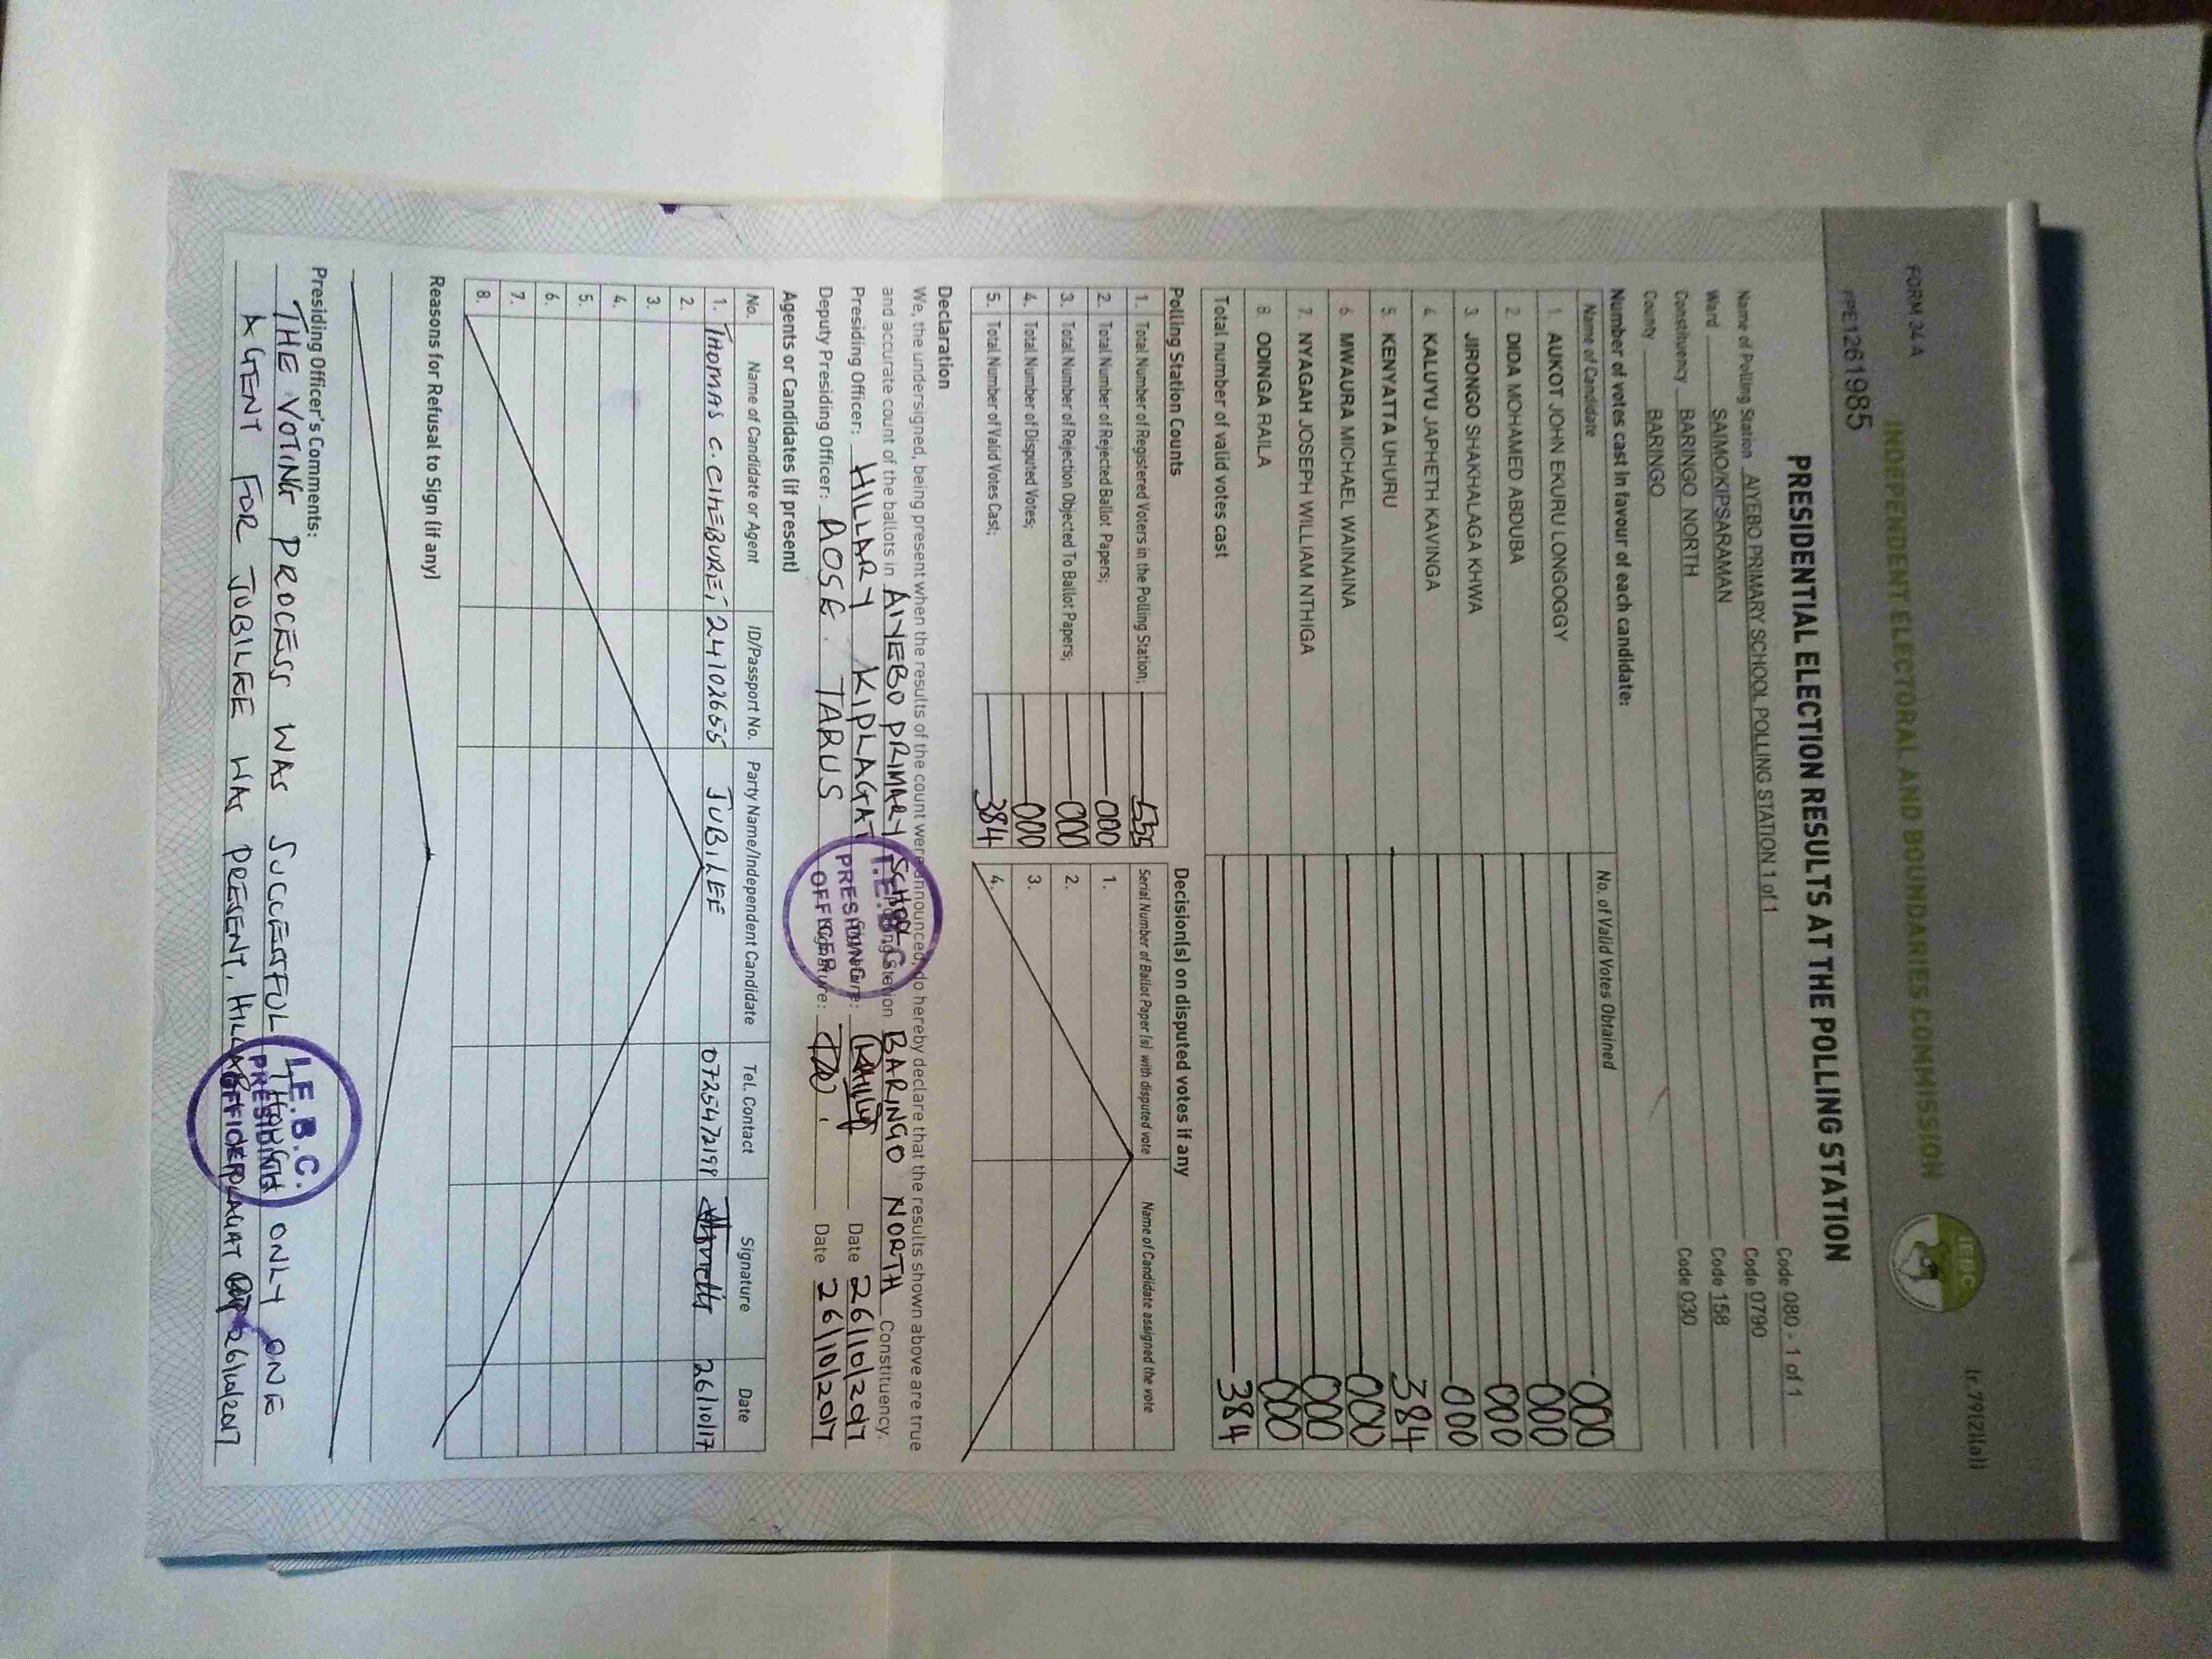 FORM 34 A
(r.79(2)(a))
INDEPENDENT ELECTORAL AND BOUNDARIES COMMISSION
IEBC
PPE1261985
PRESIDENTIAL ELECTION RESULTS AT THE POLLING STATION
Name of Polling Station AIYEBO PRIMARY SCHOOL POLLING STATION 1 of 1 Code 080 - 1 of 1
Ward SAIMO/KIPSARAMAN Code 0790
Constituency BARINGO NORTH Code 158
County BARINGO Code 030
Number of votes cast in favour of each candidate:
Name of Candidate No. of Valid Votes Obtained
1. AUKOT JOHN EKURU LONGOGGY 000
2. DIDA MOHAMED ABDUBA 000
3. JIRONGO SHAKHALAGA KHWA 000
4. KALUYU JAPHETH KAVINGA 000
5. KENYATTA UHURU 384
6. MWAURA MICHAEL WAINAINA 000
7. NYAGAH JOSEPH WILLIAM NTHIGA 000
8. ODINGA RAILA 000
Total number of valid votes cast 384
Polling Station Counts
1. Total Number of Registered Voters in the Polling Station;
2. Total Number of Rejected Ballot Papers; 000
3. Total Number of Rejection Objected To Ballot Papers; 000
4. Total Number of Disputed Votes; 000
5. Total Number of Valid Votes Cast; 384
Decision(s) on disputed votes if any
Serial Number of Ballot Paper (s) with disputed vote Name of Candidate assigned the vote
1.
2.
3.
4.
Declaration
We, the undersigned, being present when the results of the count were announced, do hereby declare that the results shown above are true
and accurate count of the ballots in AIYEBO PRIMARY SCHOOL Polling Station BARINGO NORTH Constituency.
Presiding Officer: HILLARY KIPLAGAT Signature: Date 26/10/2017
Deputy Presiding Officer: ROSE. TARUS Signature: Date 26/10/2017
I.E.B.C.
PRESIDING
OFFICER
Agents or Candidates (if present)
No. Name of Candidate or Agent ID/Passport No. Party Name/Independent Candidate Tel. Contact Signature Date
1. THOMAS C. 24102655 JUBILEE 0725472199 26/10/17
2.
3.
4.
5.
6.
7.
8.
Reasons for Refusal to Sign (if any)
Presiding Officer's Comments:
THE VOTING PROCESS WAS SUCCESSFUL ONLY ONE
AGENT FOR JUBILEE WAS PRESENT. HILLARY KIPLAGAT 26/10/2017
I.E.B.C.
PRESIDING
OFFICER